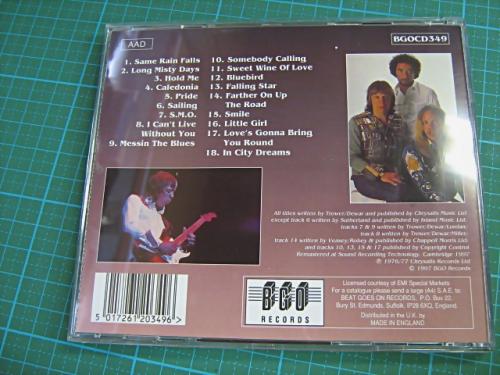 AAD
BGOCD349
1. Same Rain Falls
2. Long Misty Days
3. Hold Me
4. Caledonia
5. Pride
6. Sailing
7. S.M.O.
8. I Can't Live
Without You
9. Messin The Blues
10. Somebody Calling
11. Sweet Wine Of Love
12. Bluebird
13. Falling Star
14. Farther On Up
The Road
15. Smile
16. Little Girl
17. Love's Gonna Bring
You Round
18. In City Dreams
All titles written by Trower/Dewar and published by Chrysalis Music Ltd
except track 6 written by Sutherland and published by Island Music Ltd.
tracks 7 & 9 written by Trower/Dewar/Lordan;
track 8 written by Trower/Dewar/Miller;
track 14 written by Veasey/Robey & published by Chappell Morris Ltd.
and tracks 10, 13, 15 & 17 published by Copyright Control
Remastered at Sound Recording Technology, Cambridge 1997
℗ 1976/77 Chrysalis Records Ltd
© 1997 BGO Records
BGO
RECORDS
Licensed courtesy of EMI Special Markets
For a catalogue please send a large (A4) S.A.E. to:
BEAT GOES ON RECORDS, P.O. Box 22,
Bury St. Edmunds, Suffolk, IP28 6XQ, England.
Distributed in the U.K. by
MADE IN ENGLAND
5 017261 203496 >